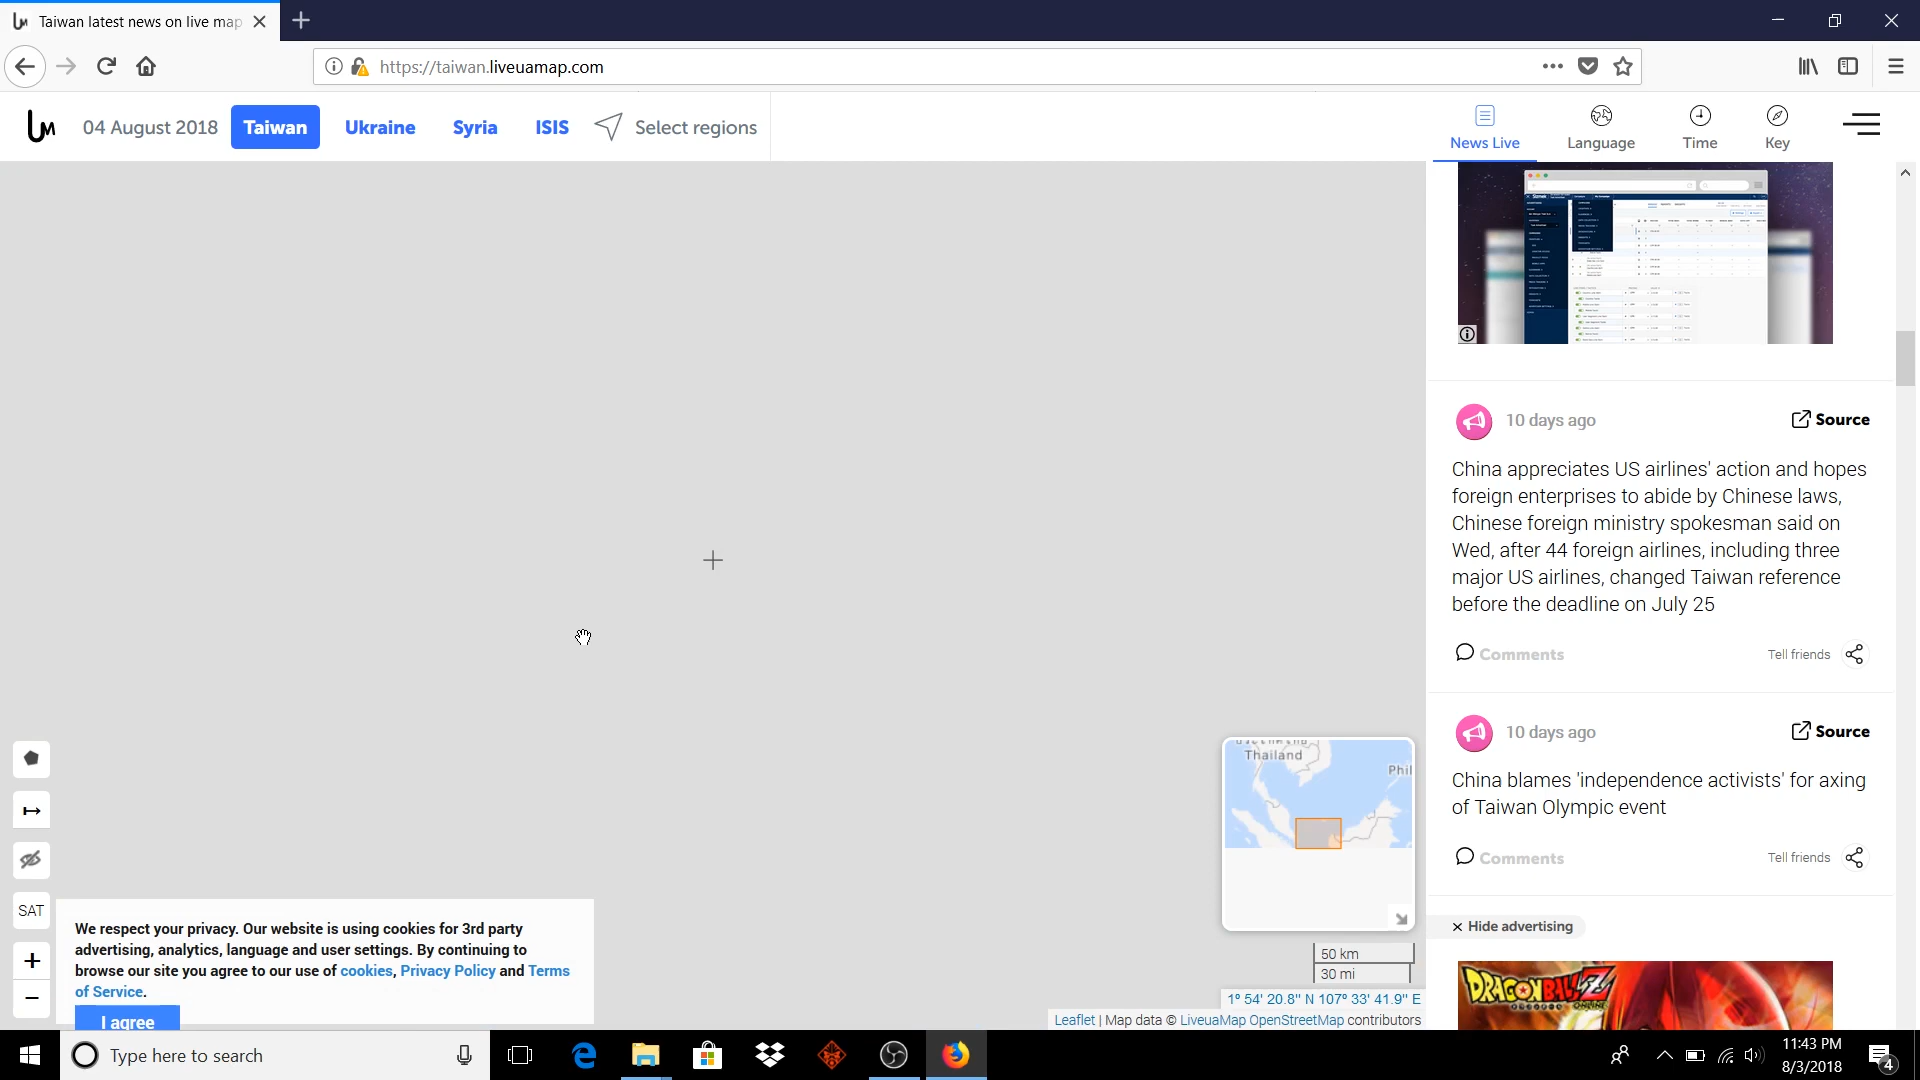 Taiwan latest news on live map
https://taiwan.liveuamap.com
04 August 2018
Taiwan
Ukraine
Syria
ISIS
Select regions
News Live
Language
Time
Key
10 days ago
Source
China appreciates US airlines' action and hopes
foreign enterprises to abide by Chinese laws,
Chinese foreign ministry spokesman said on
Wed, after 44 foreign airlines, including three
major US airlines, changed Taiwan reference
before the deadline on July 25
Comments
Tell friends
10 days ago
Source
China blames 'independence activists' for axing
of Taiwan Olympic event
Comments
Tell friends
× Hide advertising
DRAGONBALL Z
Thailand
Phil
50 km
30 mi
1° 54' 20.8" N 107° 33' 41.9" E
Leaflet | Map data © LiveuaMap OpenStreetMap contributors
SAT
+
−
We respect your privacy. Our website is using cookies for 3rd party
advertising, analytics, language and user settings. By continuing to
browse our site you agree to our use of cookies, Privacy Policy and Terms
of Service.
I agree
Type here to search
11:43 PM
8/3/2018
4